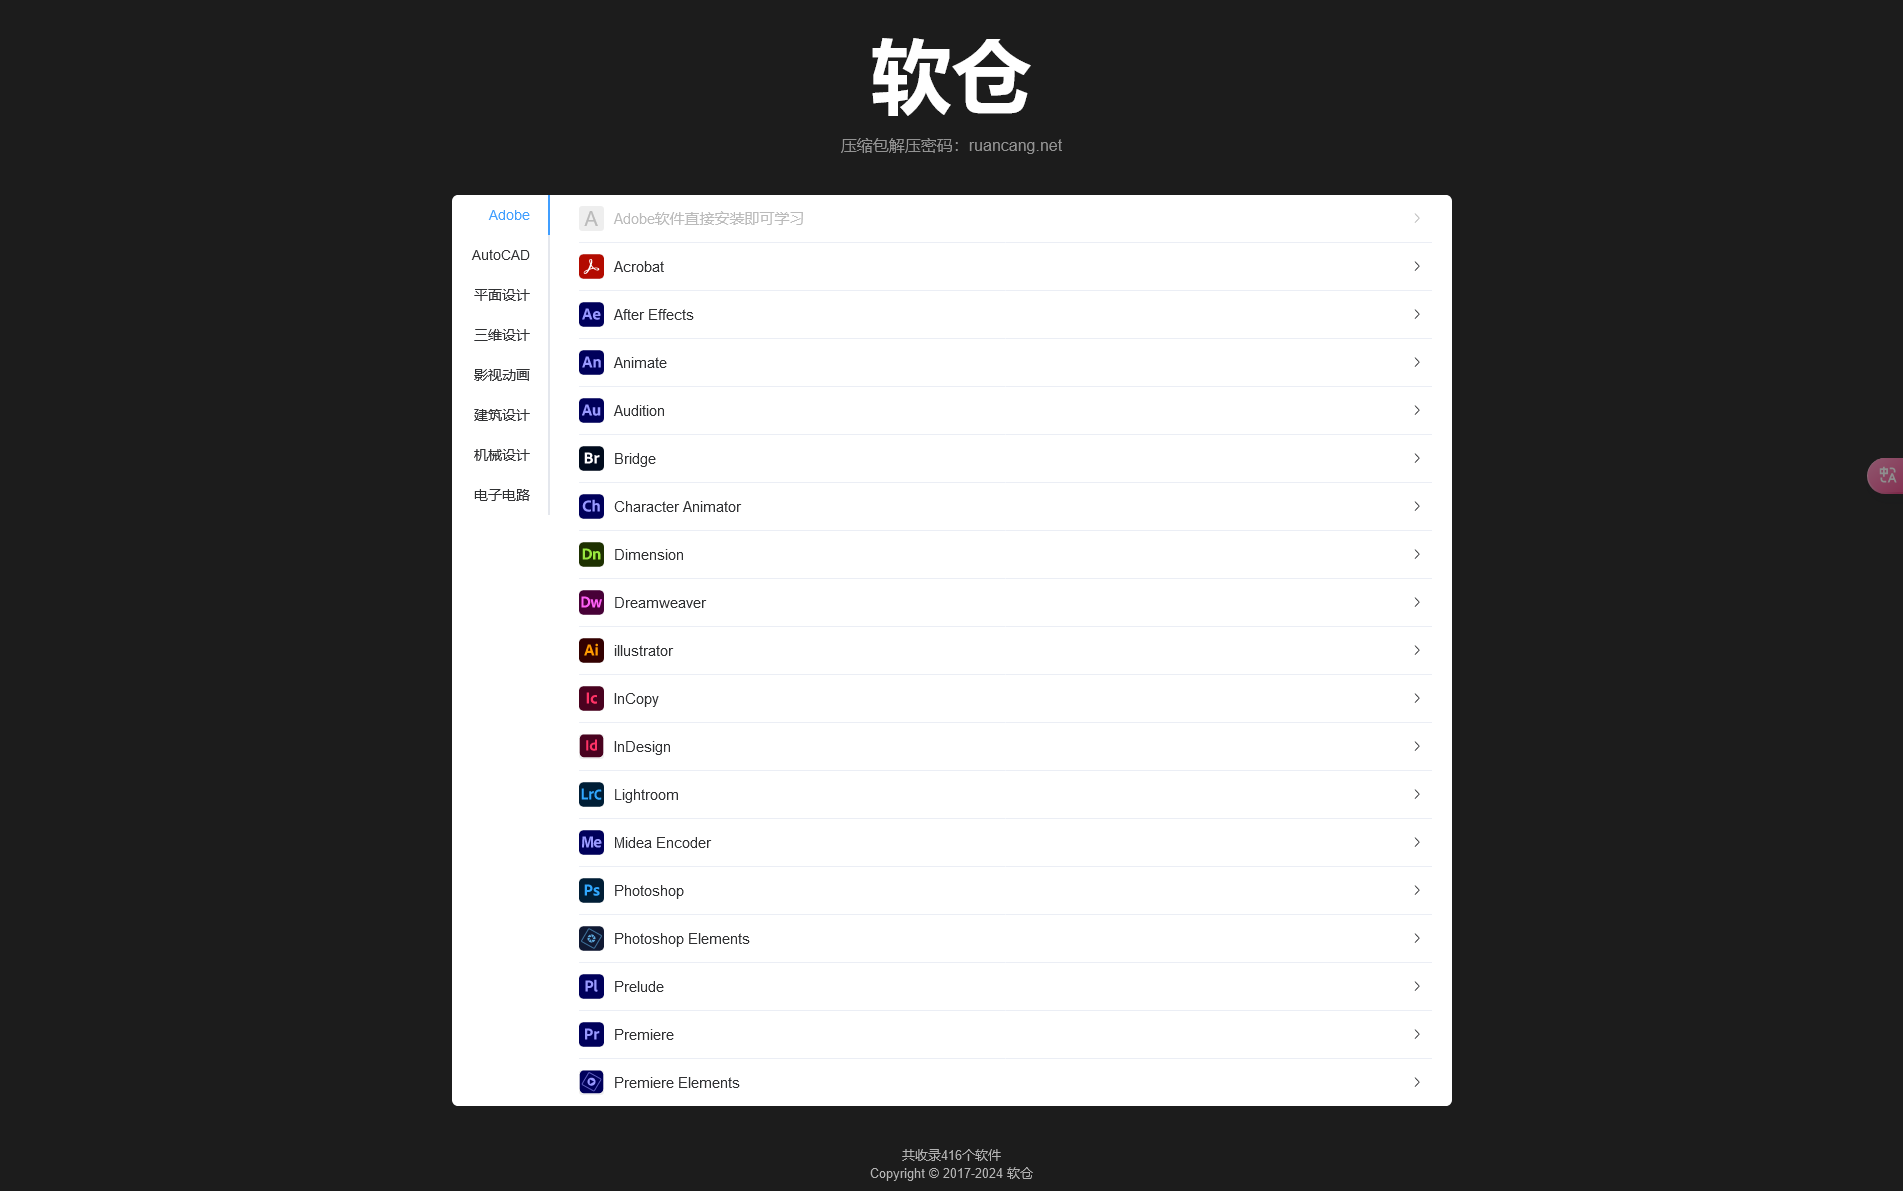 软仓
压缩包解压密码：ruancang.net
Adobe
AutoCAD
平面设计
三维设计
影视动画
建筑设计
机械设计
电子电路
A Adobe软件直接安装即可学习
Acrobat
Ae After Effects
An Animate
Au Audition
Br Bridge
Ch Character Animator
Dn Dimension
Dw Dreamweaver
Ai illustrator
Ic InCopy
Id InDesign
LrC Lightroom
Me Midea Encoder
Ps Photoshop
Photoshop Elements
Pl Prelude
Pr Premiere
Premiere Elements
中A
共收录416个软件
Copyright © 2017-2024 软仓